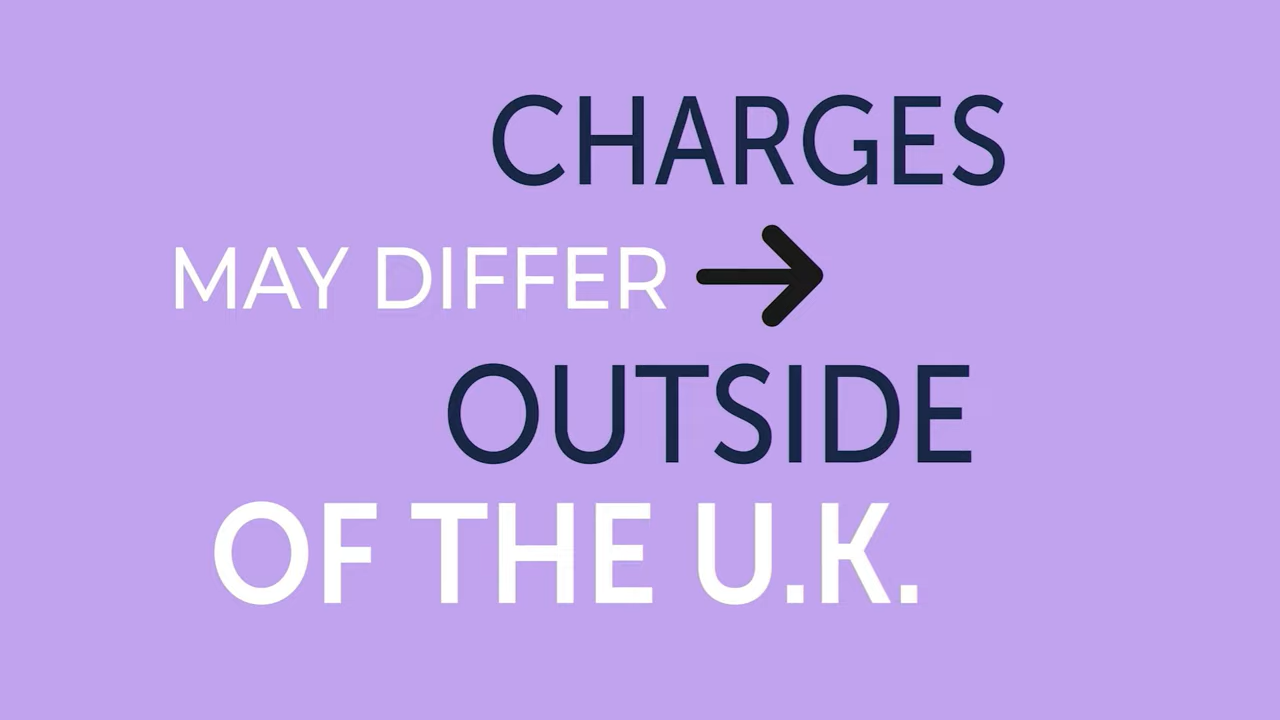 CHARGES
MAY DIFFER →
OUTSIDE
OF THE U.K.